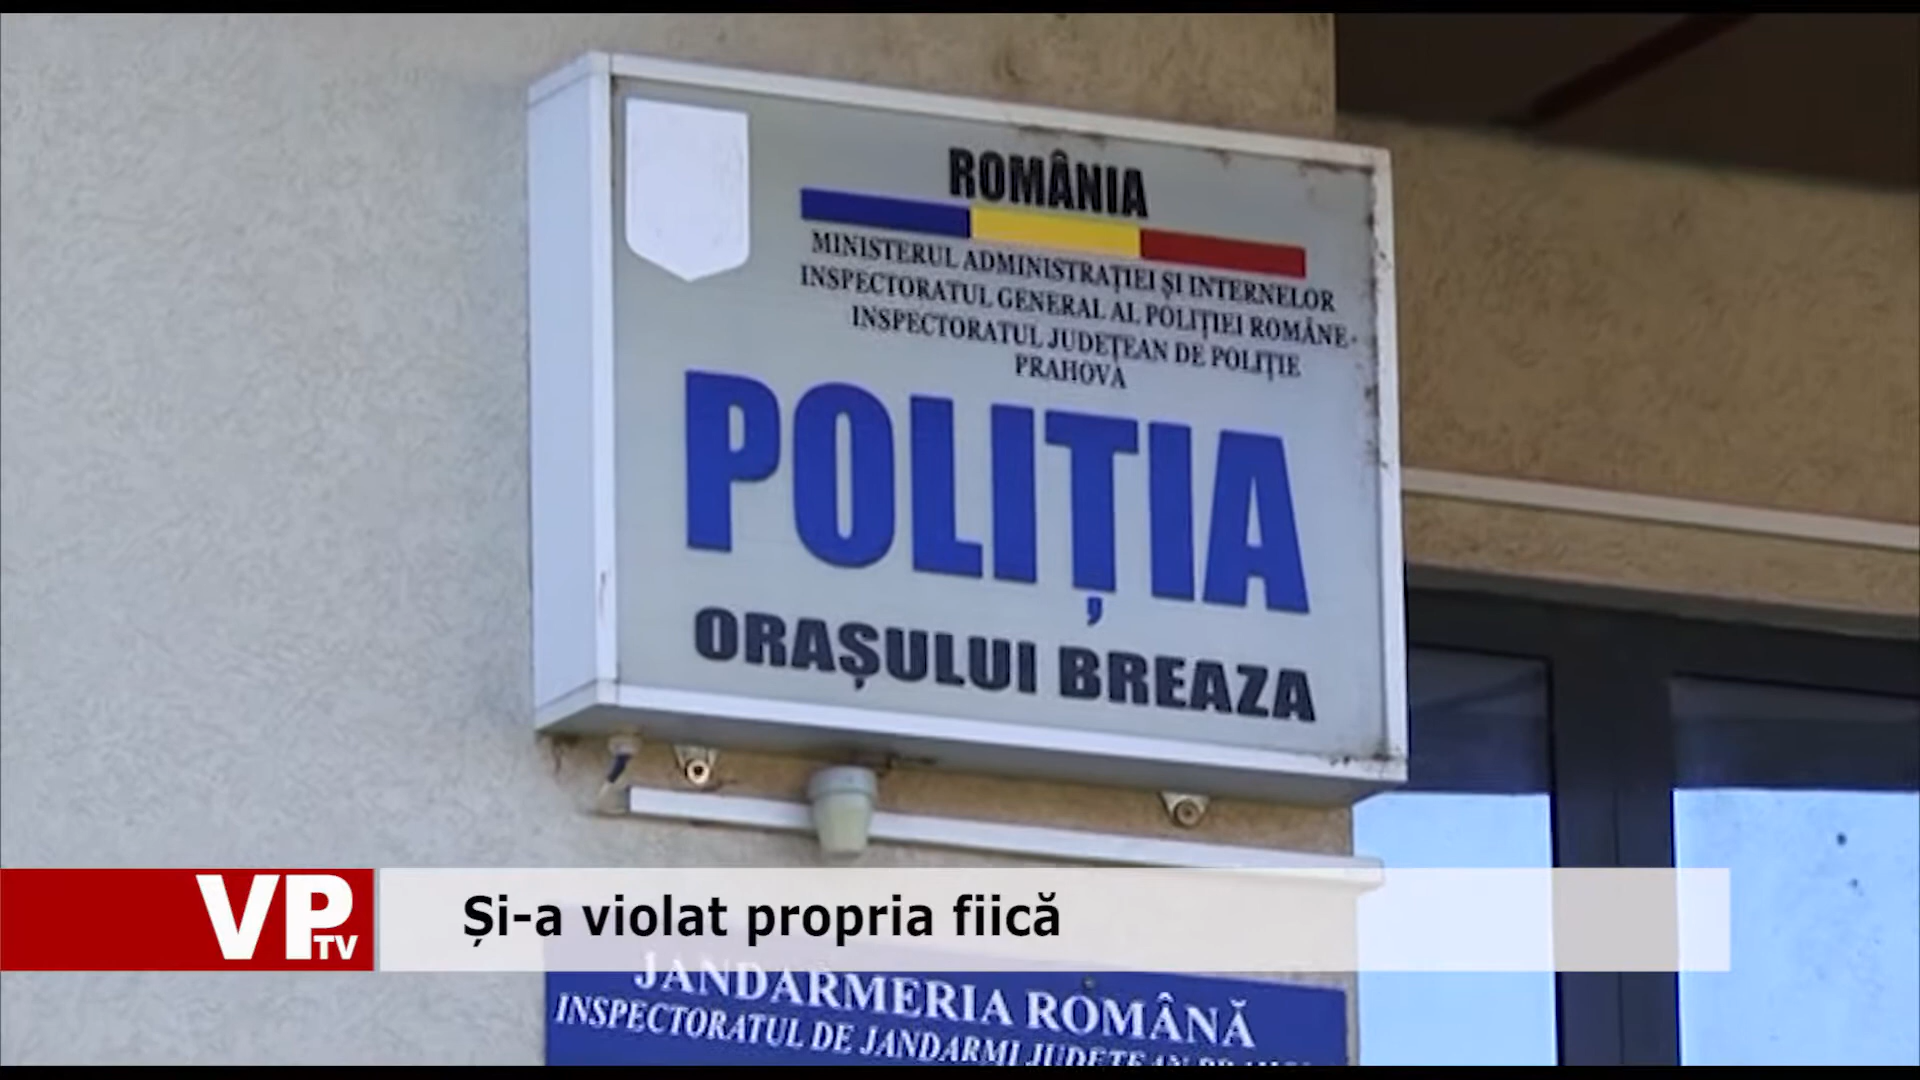 ROMÂNIA
MINISTERUL ADMINISTRAȚIEI ȘI INTERNELOR
INSPECTORATUL GENERAL AL POLIȚIEI ROMÂNE-
INSPECTORATUL JUDEȚEAN DE POLIȚIE
PRAHOVA
POLIȚIA
ORAȘULUI BREAZA
VP TV
Și-a violat propria fiică
JANDARMERIA ROMÂNĂ
INSPECTORATUL DE JANDARMI JUDEȚEAN